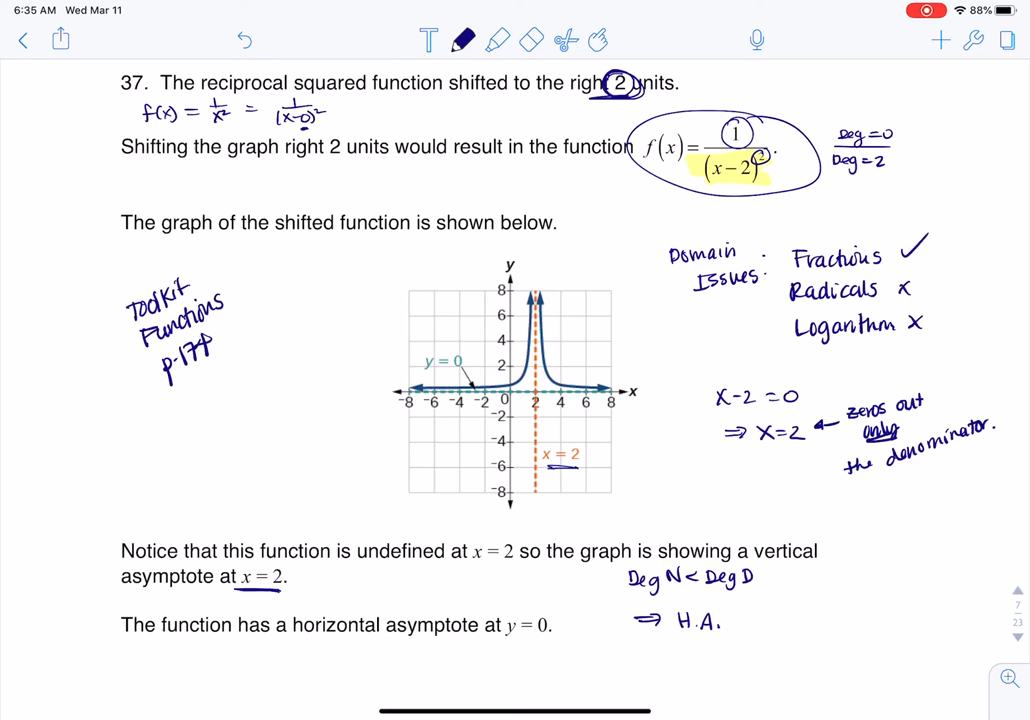 6:35 AM Wed Mar 11
88%
37. The reciprocal squared function shifted to the right 2 units.
f(x) = 1/x² = 1/(x-0)²
Shifting the graph right 2 units would result in the function f(x) = 1/(x − 2)².
Deg = 0
Deg = 2
The graph of the shifted function is shown below.
Toolkit
Functions
p.174
Domain
Issues:
Fractions ✓
Radicals x
Logarithm x
y
8
6
4
2
y = 0
-8 -6 -4 -2 0 2 4 6 8 x
-2
-4
-6
-8
x = 2
x-2 = 0
⇒ x = 2 ← zeros out
only
the denominator.
Notice that this function is undefined at x = 2 so the graph is showing a vertical
asymptote at x = 2.
Deg N < Deg D
The function has a horizontal asymptote at y = 0.
⇒ H.A.
7
23